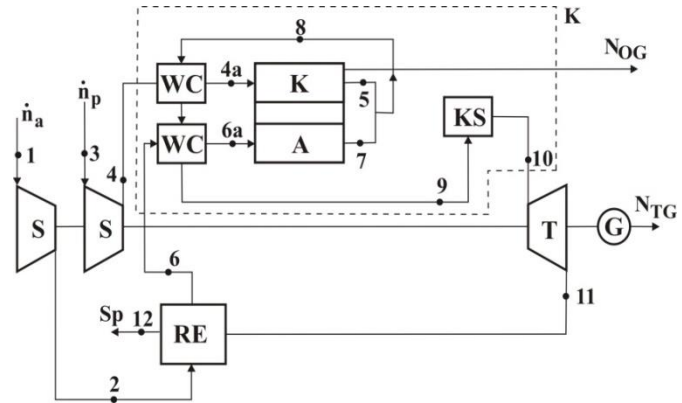 8
K
N_OG
WC
4a
K
5
ṅ_a
ṅ_p
KS
4
WC
6a
A
7
1
3
10
9
S
S
T
G
N_TG
6
11
Sp
12
RE
2